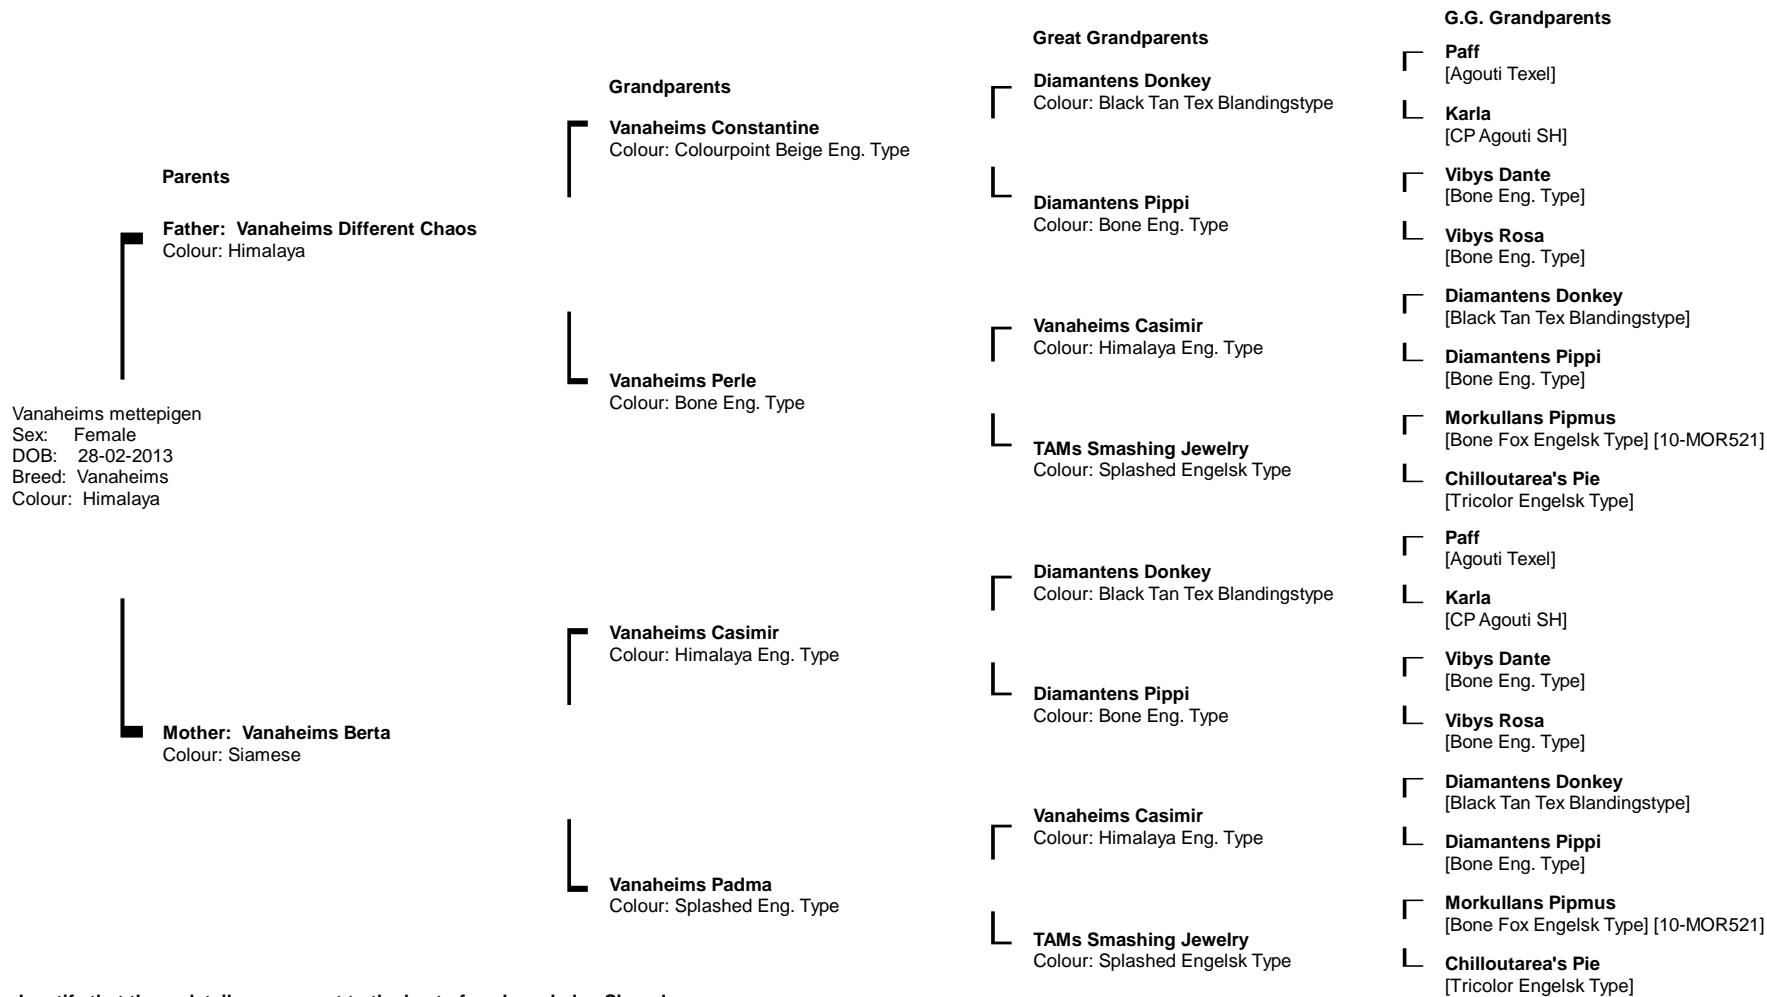 Parents
Grandparents
Great Grandparents
G.G. Grandparents
Vanaheims mettepigen
Sex: Female
DOB: 28-02-2013
Breed: Vanaheims
Colour: Himalaya
Father: Vanaheims Different Chaos
Colour: Himalaya
Mother: Vanaheims Berta
Colour: Siamese
Vanaheims Constantine
Colour: Colourpoint Beige Eng. Type
Vanaheims Perle
Colour: Bone Eng. Type
Vanaheims Casimir
Colour: Himalaya Eng. Type
Vanaheims Padma
Colour: Splashed Eng. Type
Diamantens Donkey
Colour: Black Tan Tex Blandingstype
Diamantens Pippi
Colour: Bone Eng. Type
Vanaheims Casimir
Colour: Himalaya Eng. Type
TAMs Smashing Jewelry
Colour: Splashed Engelsk Type
Diamantens Donkey
Colour: Black Tan Tex Blandingstype
Diamantens Pippi
Colour: Bone Eng. Type
Vanaheims Casimir
Colour: Himalaya Eng. Type
TAMs Smashing Jewelry
Colour: Splashed Engelsk Type
Paff
[Agouti Texel]
Karla
[CP Agouti SH]
Vibys Dante
[Bone Eng. Type]
Vibys Rosa
[Bone Eng. Type]
Diamantens Donkey
[Black Tan Tex Blandingstype]
Diamantens Pippi
[Bone Eng. Type]
Morkullans Pipmus
[Bone Fox Engelsk Type] [10-MOR521]
Chilloutarea's Pie
[Tricolor Engelsk Type]
Paff
[Agouti Texel]
Karla
[CP Agouti SH]
Vibys Dante
[Bone Eng. Type]
Vibys Rosa
[Bone Eng. Type]
Diamantens Donkey
[Black Tan Tex Blandingstype]
Diamantens Pippi
[Bone Eng. Type]
Morkullans Pipmus
[Bone Fox Engelsk Type] [10-MOR521]
Chilloutarea's Pie
[Tricolor Engelsk Type]